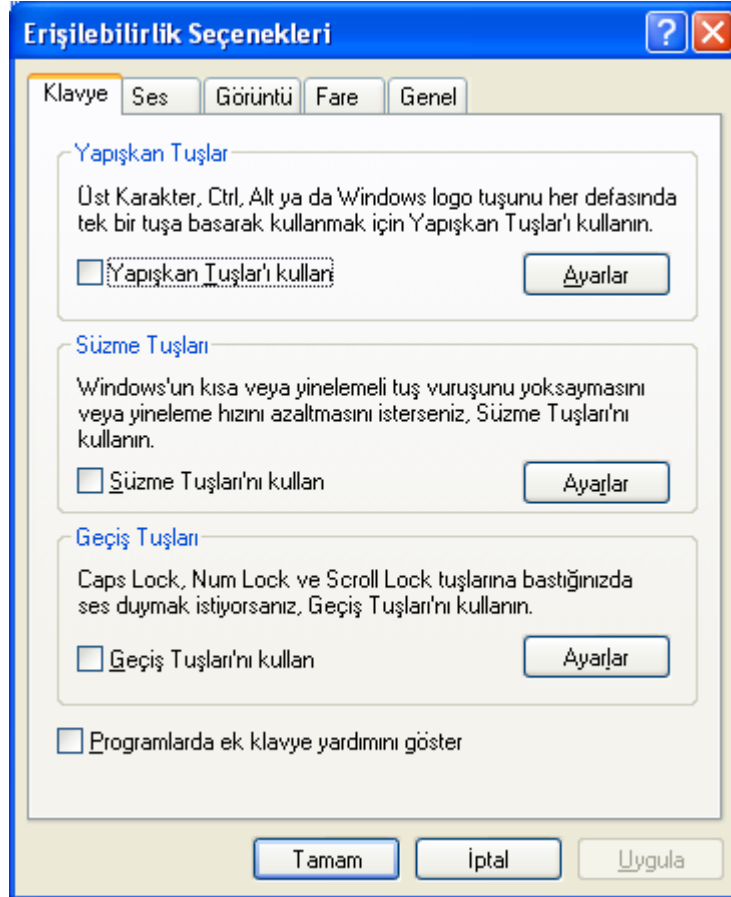 Erişilebilirlik Seçenekleri
Klavye Ses Görüntü Fare Genel
Yapışkan Tuşlar
Üst Karakter, Ctrl, Alt ya da Windows logo tuşunu her defasında
tek bir tuşa basarak kullanmak için Yapışkan Tuşlar'ı kullanın.
Yapışkan Tuşlar'ı kullan Ayarlar
Süzme Tuşları
Windows'un kısa veya yinelemeli tuş vuruşunu yoksaymasını
veya yineleme hızını azaltmasını isterseniz, Süzme Tuşları'nı
kullanın.
Süzme Tuşları'nı kullan Ayarlar
Geçiş Tuşları
Caps Lock, Num Lock ve Scroll Lock tuşlarına bastığınızda
ses duymak istiyorsanız, Geçiş Tuşları'nı kullanın.
Geçiş Tuşları'nı kullan Ayarlar
Programlarda ek klavye yardımını göster
Tamam İptal Uygula